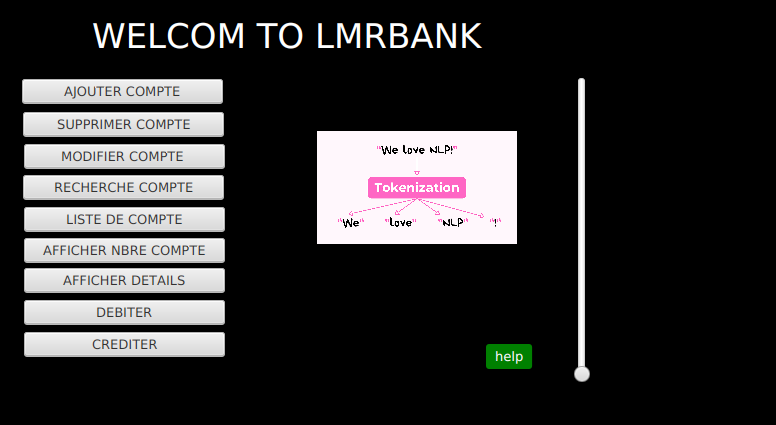 WELCOM TO LMRBANK
AJOUTER COMPTE
SUPPRIMER COMPTE
MODIFIER COMPTE
RECHERCHE COMPTE
LISTE DE COMPTE
AFFICHER NBRE COMPTE
AFFICHER DETAILS
DEBITER
CREDITER
"We love NLP!"
Tokenization
"We" "love" "NLP" "!"
help